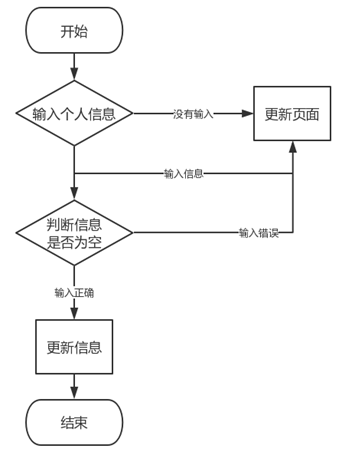 开始
输入个人信息
没有输入
更新页面
输入信息
判断信息
是否为空
输入错误
输入正确
更新信息
结束